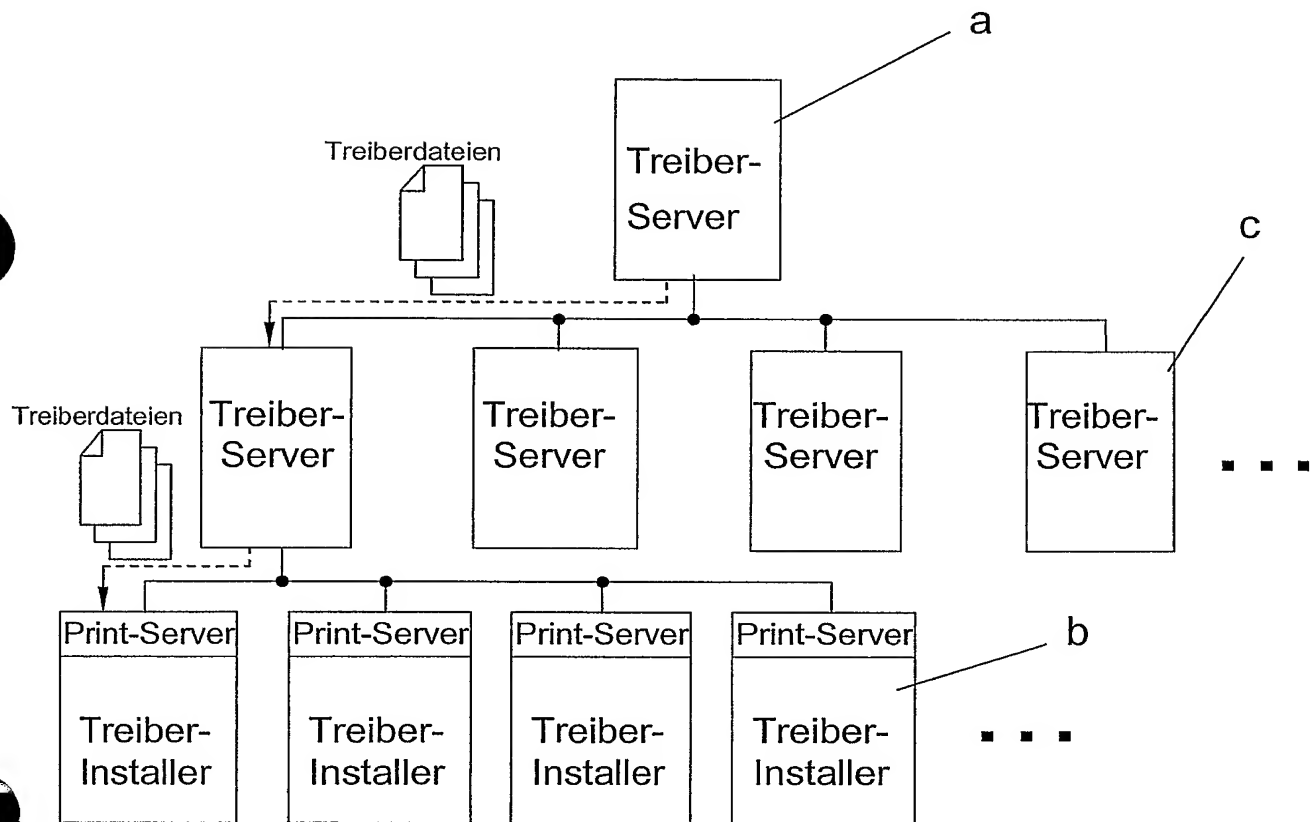 a
Treiberdateien
Treiber-
Server
c
Treiberdateien
Treiber-
Server
Treiber-
Server
Treiber-
Server
Treiber-
Server
Print-Server
Print-Server
Print-Server
Print-Server
b
Treiber-
Installer
Treiber-
Installer
Treiber-
Installer
Treiber-
Installer